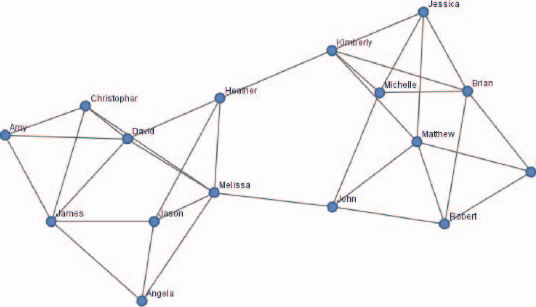 Jessica
Kimberly
Michelle
Brian
Heather
Christopher
Amy
David
Matthew
Melissa
John
James
Jason
Robert
Angela